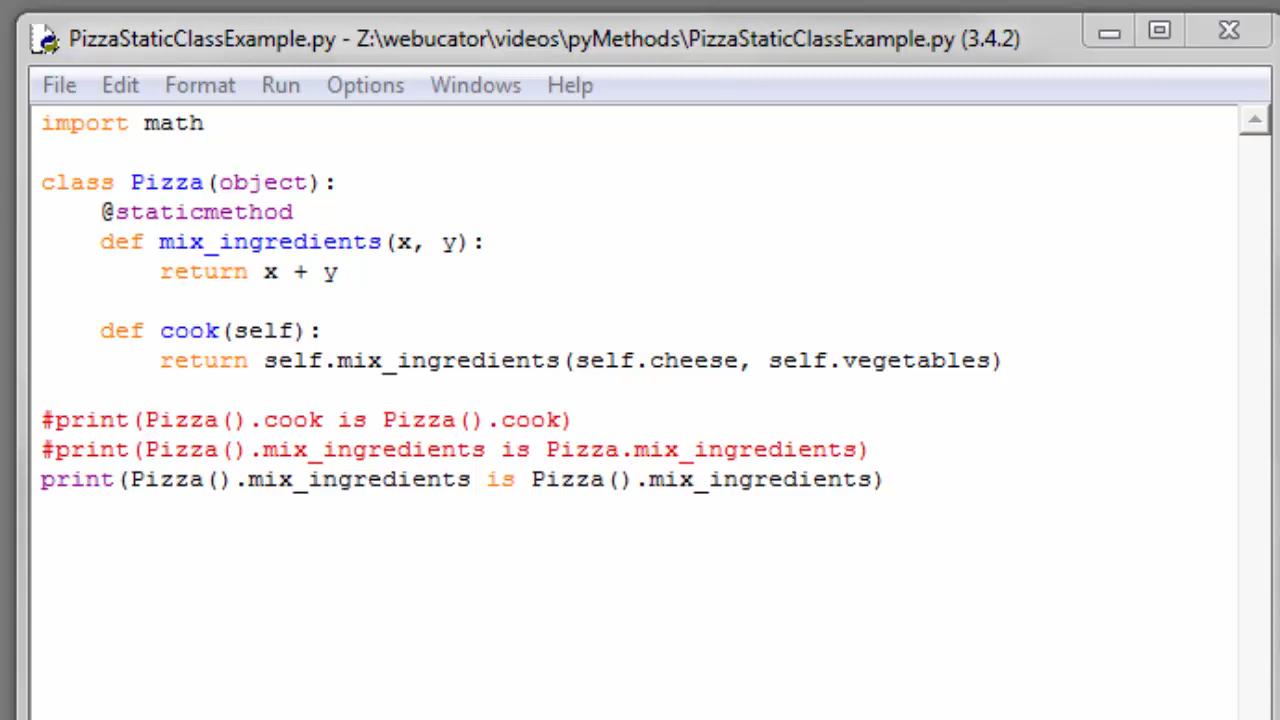 PizzaStaticClassExample.py - Z:\webucator\videos\pyMethods\PizzaStaticClassExample.py (3.4.2)
File Edit Format Run Options Windows Help
import math
class Pizza(object):
    @staticmethod
    def mix_ingredients(x, y):
        return x + y
    def cook(self):
        return self.mix_ingredients(self.cheese, self.vegetables)
#print(Pizza().cook is Pizza().cook)
#print(Pizza().mix_ingredients is Pizza.mix_ingredients)
print(Pizza().mix_ingredients is Pizza().mix_ingredients)